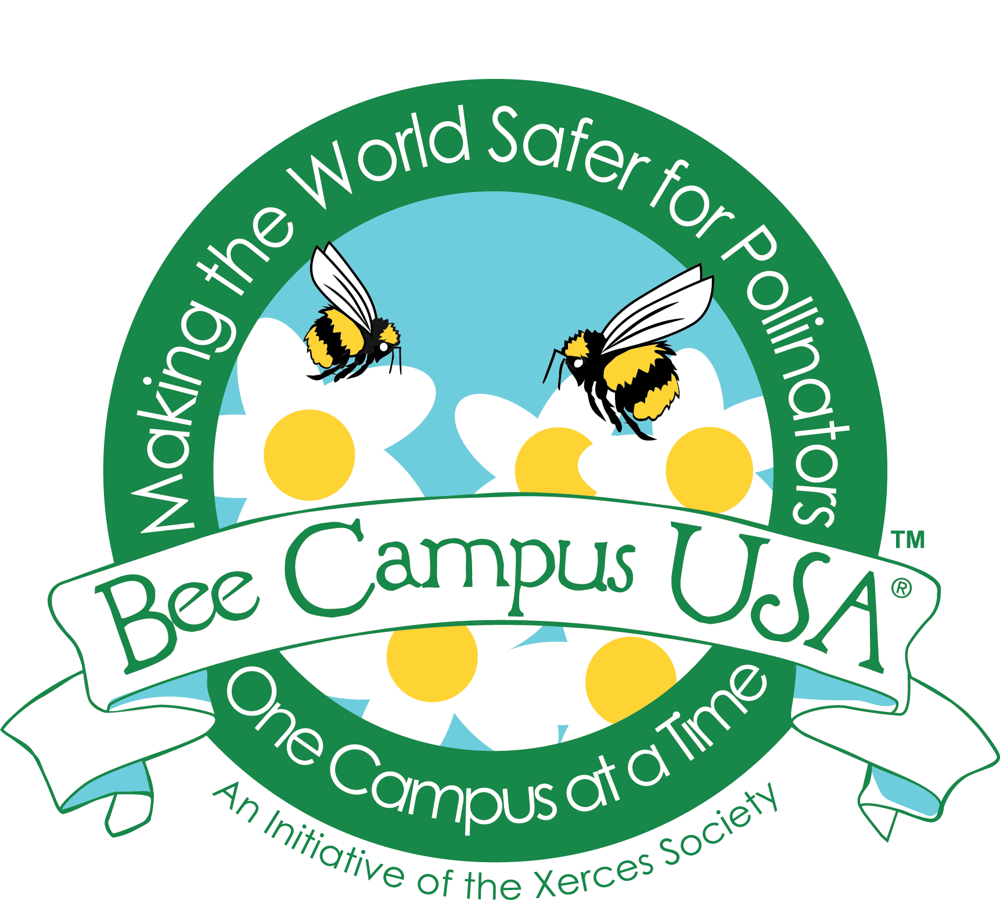 Making the World Safer for Pollinators
Bee Campus USA®
TM
One Campus at a Time
An Initiative of the Xerces Society